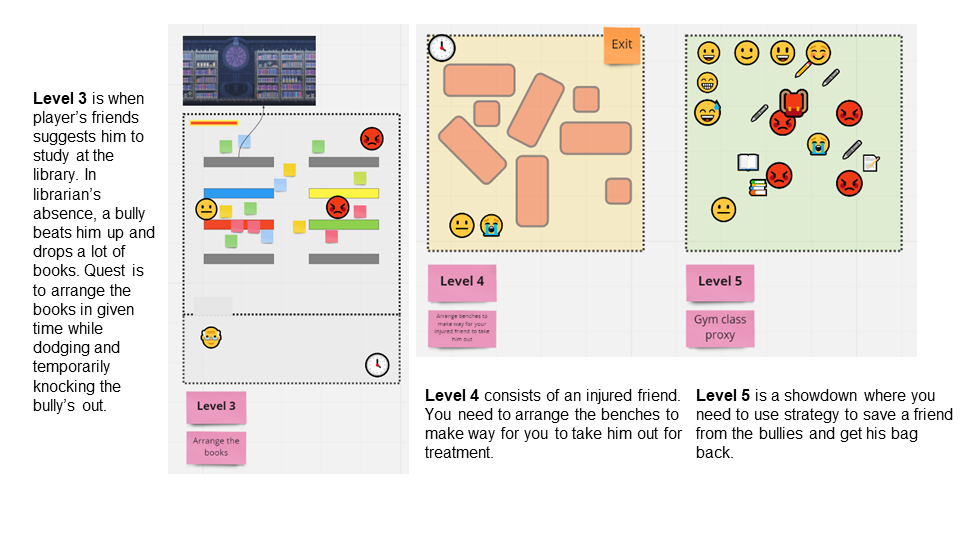 Level 3 is when
player's friends
suggests him to
study at the
library. In
librarian's
absence, a bully
beats him up and
drops a lot of
books. Quest is
to arrange the
books in given
time while
dodging and
temporarily
knocking the
bully's out.
Level 3
Arrange the
books
Exit
Level 4
Arrange benches to
make way for your
injured friend to take
him out
Level 4 consists of an injured friend.
You need to arrange the benches to
make way for you to take him out for
treatment.
Level 5
Gym class
proxy
Level 5 is a showdown where you
need to use strategy to save a friend
from the bullies and get his bag
back.